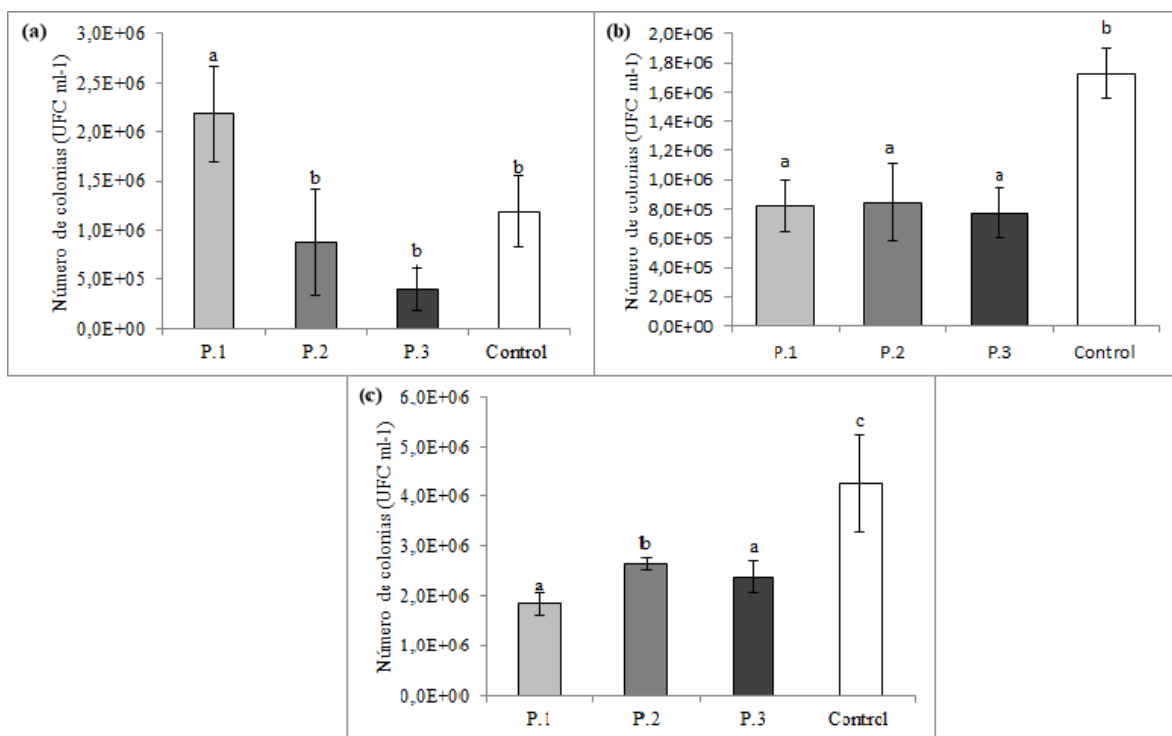 (a)
Número de colonias (UFC ml-1)
3,0E+06
2,5E+06
2,0E+06
1,5E+06
1,0E+06
5,0E+05
0,0E+00
a
b
b
b
P.1 P.2 P.3 Control
(b)
Número de colonias (UFC ml-1)
2,0E+06
1,8E+06
1,6E+06
1,4E+06
1,2E+06
1,0E+06
8,0E+05
6,0E+05
4,0E+05
2,0E+05
0,0E+00
a
a
a
b
P.1 P.2 P.3 Control
(c)
Número de colonias (UFC ml-1)
6,0E+06
5,0E+06
4,0E+06
3,0E+06
2,0E+06
1,0E+06
0,0E+00
a
b
a
c
P.1 P.2 P.3 Control